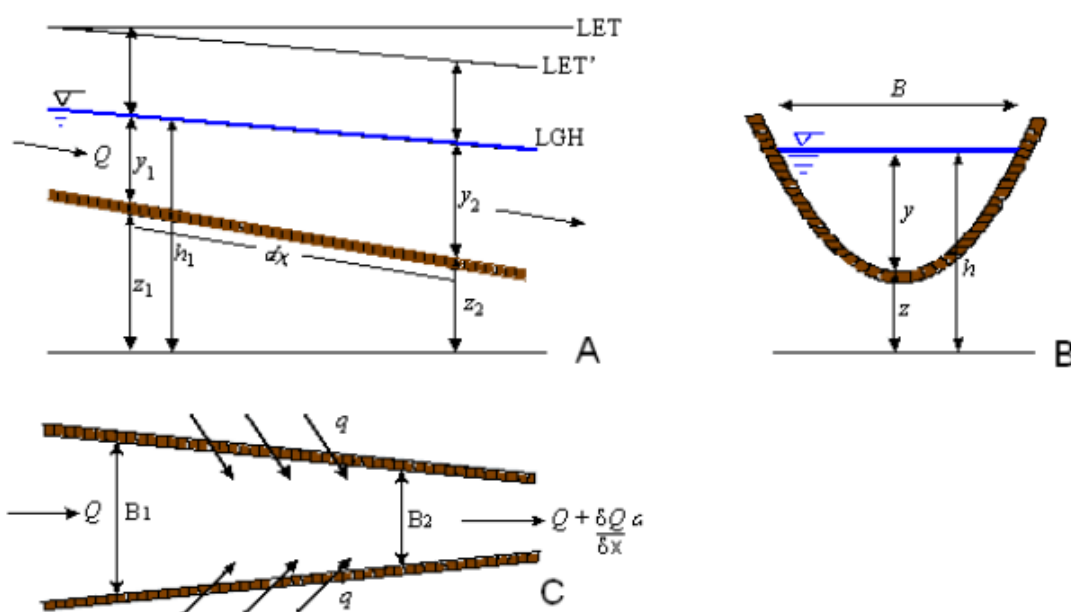 LET
LET'
LGH
Q
y1
h1
dx
z1
y2
z2
A
B
y
h
z
B
q
Q
B1
B2
Q + δQ
δx
q
C